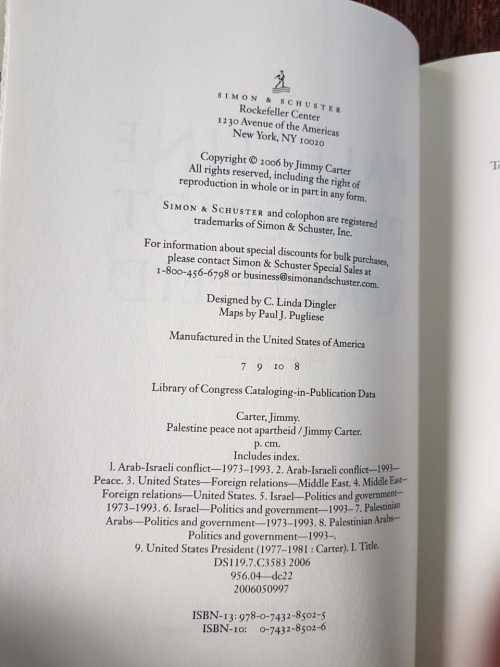 SIMON & SCHUSTER
Rockefeller Center
1230 Avenue of the Americas
New York, NY 10020
Copyright © 2006 by Jimmy Carter
All rights reserved, including the right of
reproduction in whole or in part in any form.
SIMON & SCHUSTER and colophon are registered
trademarks of Simon & Schuster, Inc.
For information about special discounts for bulk purchases,
please contact Simon & Schuster Special Sales at
1-800-456-6798 or business@simonandschuster.com.
Designed by C. Linda Dingler
Maps by Paul J. Pugliese
Manufactured in the United States of America
7 9 10 8
Library of Congress Cataloging-in-Publication Data
Carter, Jimmy.
Palestine peace not apartheid / Jimmy Carter.
p. cm.
Includes index.
1. Arab-Israeli conflict—1973–1993. 2. Arab-Israeli conflict—1993–
Peace. 3. United States—Foreign relations—Middle East. 4. Middle East—
Foreign relations—United States. 5. Israel—Politics and government—
1973–1993. 6. Israel—Politics and government—1993– 7. Palestinian
Arabs—Politics and government—1973–1993. 8. Palestinian Arabs—
Politics and government—1993–.
9. United States President (1977–1981 : Carter). I. Title.
DS119.7.C3583 2006
956.04—dc22
2006050997
ISBN-13: 978-0-7432-8502-5
ISBN-10: 0-7432-8502-6